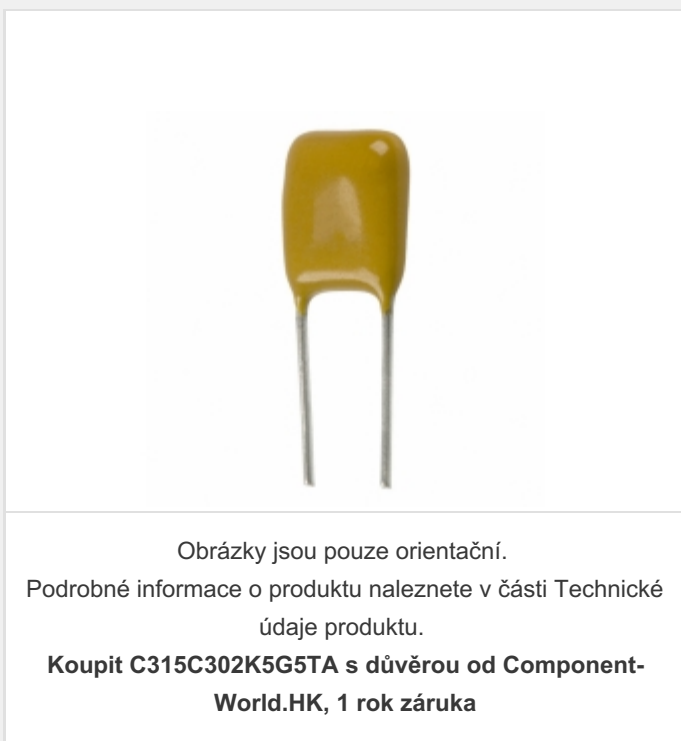 Obrázky jsou pouze orientační.
Podrobné informace o produktu naleznete v části Technické
údaje produktu.
Koupit C315C302K5G5TA s důvěrou od Component-
World.HK, 1 rok záruka